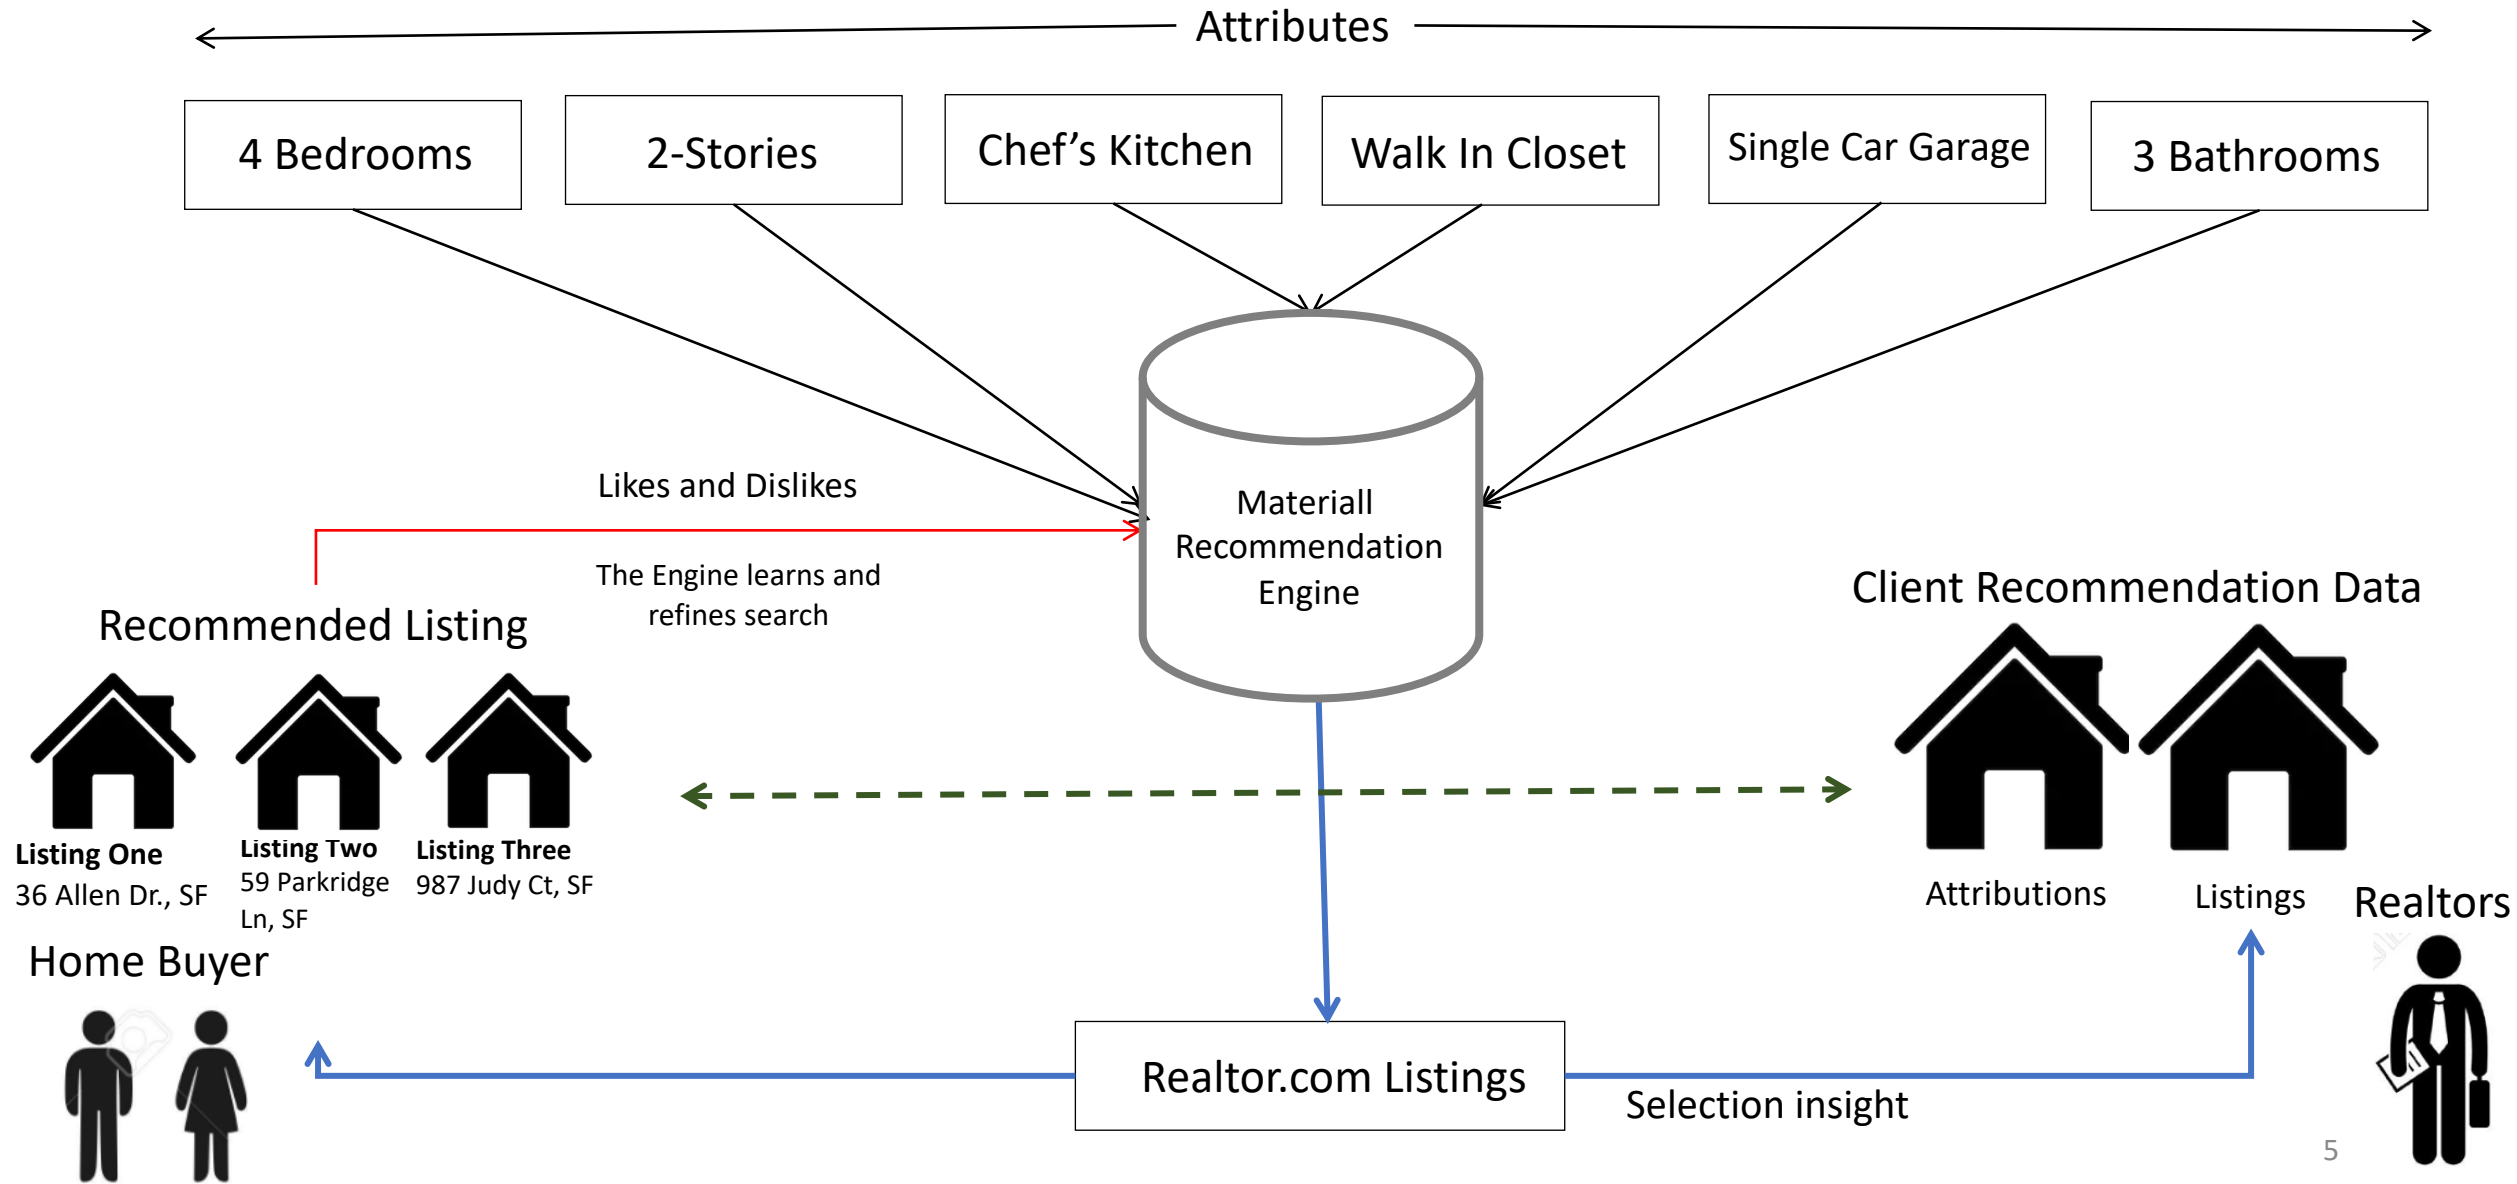 Attributes
4 Bedrooms
2-Stories
Chef’s Kitchen
Walk In Closet
Single Car Garage
3 Bathrooms
Likes and Dislikes
The Engine learns and
refines search
Materiall
Recommendation
Engine
Recommended Listing
Listing One
36 Allen Dr., SF
Listing Two
59 Parkridge
Ln, SF
Listing Three
987 Judy Ct, SF
Client Recommendation Data
Attributions
Listings
Realtors
Home Buyer
Realtor.com Listings
Selection insight
5